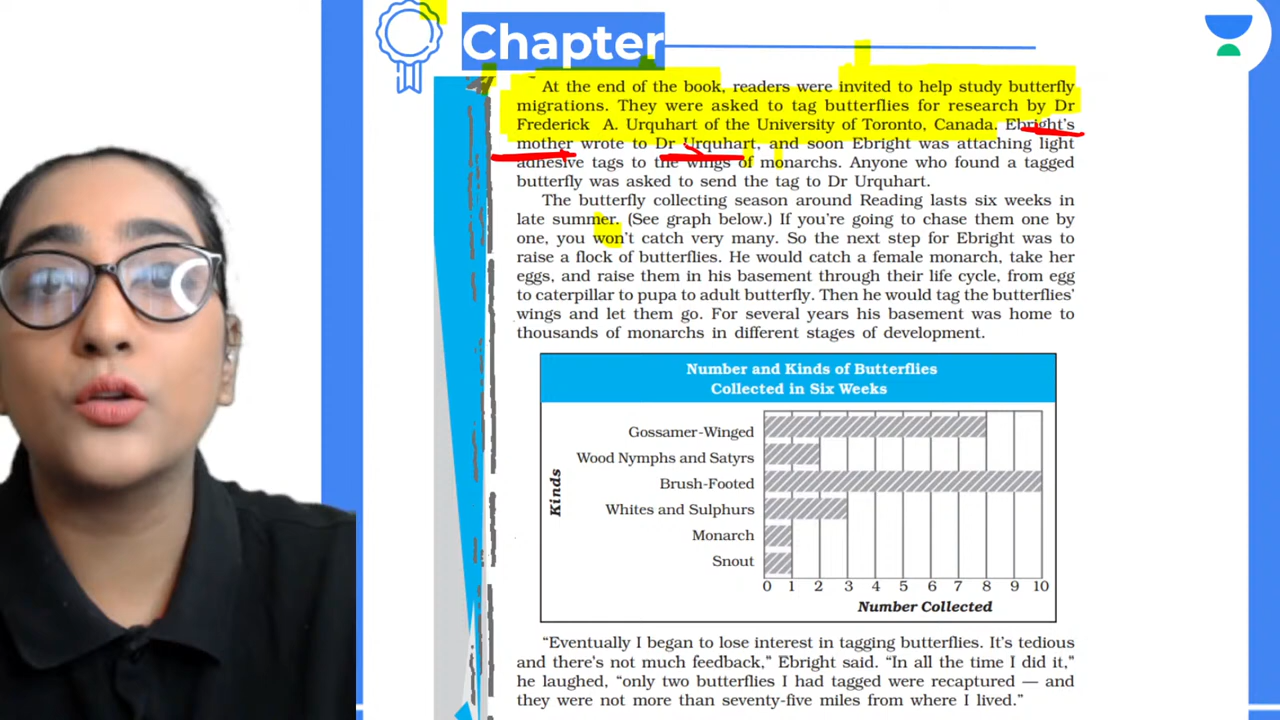 Chapter
At the end of the book, readers were invited to help study butterfly
migrations. They were asked to tag butterflies for research by Dr
Frederick A. Urquhart of the University of Toronto, Canada. Ebright's
mother wrote to Dr Urquhart, and soon Ebright was attaching light
adhesive tags to the wings of monarchs. Anyone who found a tagged
butterfly was asked to send the tag to Dr Urquhart.
The butterfly collecting season around Reading lasts six weeks in
late summer. (See graph below.) If you're going to chase them one by
one, you won't catch very many. So the next step for Ebright was to
raise a flock of butterflies. He would catch a female monarch, take her
eggs, and raise them in his basement through their life cycle, from egg
to caterpillar to pupa to adult butterfly. Then he would tag the butterflies'
wings and let them go. For several years his basement was home to
thousands of monarchs in different stages of development.
Number and Kinds of Butterflies
Collected in Six Weeks
Kinds
Gossamer-Winged
Wood Nymphs and Satyrs
Brush-Footed
Whites and Sulphurs
Monarch
Snout
0 1 2 3 4 5 6 7 8 9 10
Number Collected
"Eventually I began to lose interest in tagging butterflies. It's tedious
and there's not much feedback," Ebright said. "In all the time I did it,"
he laughed, "only two butterflies I had tagged were recaptured — and
they were not more than seventy-five miles from where I lived."